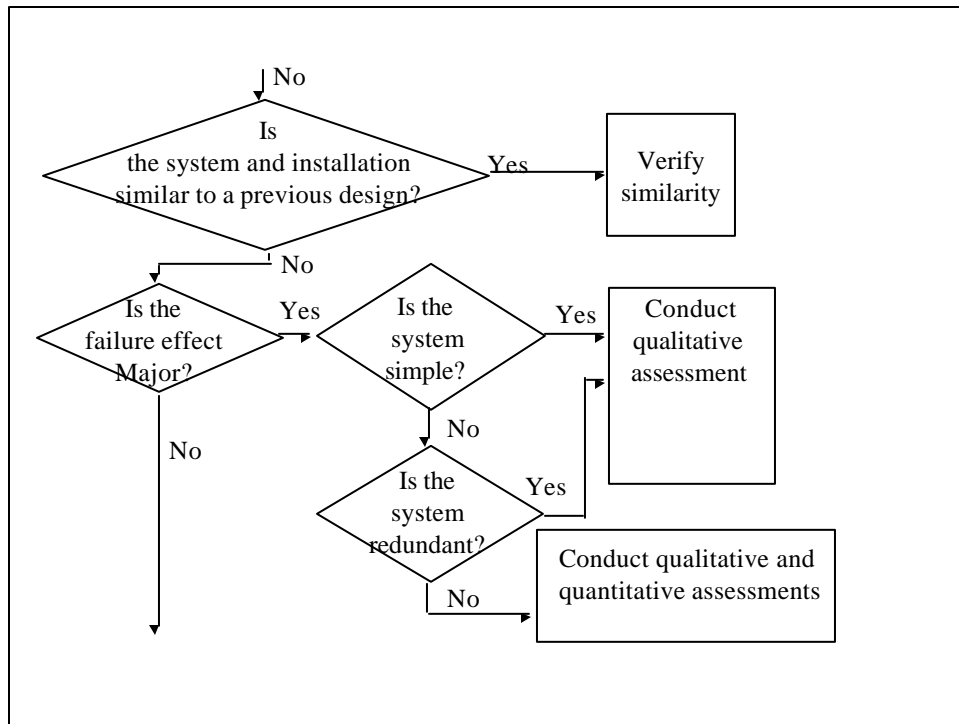 No
Is
the system and installation
similar to a previous design?
Yes
Verify
similarity
No
Is the
failure effect
Major?
Yes
Is the
system
simple?
Yes
Conduct
qualitative
assessment
No
No
Is the
system
redundant?
Yes
Conduct qualitative and
quantitative assessments
No